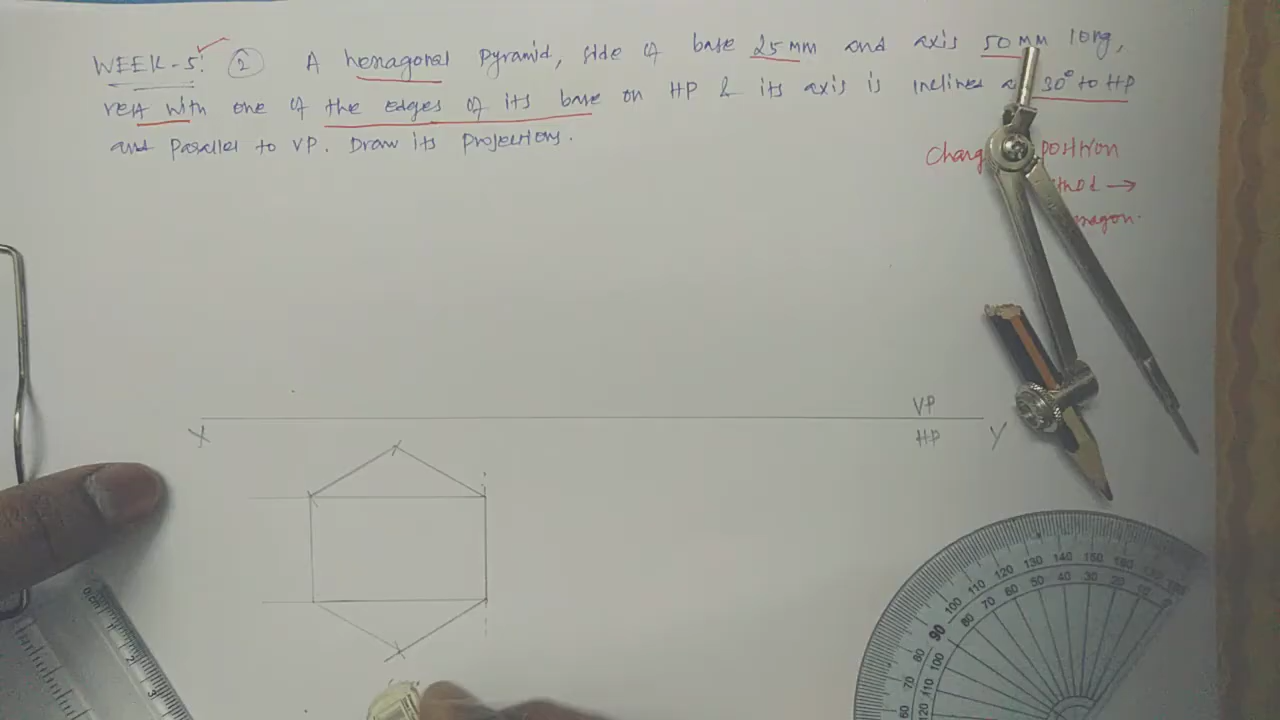 WEEK-5: 2 A hexagonal pyramid, side of base 25 MM and axis 50 MM long,
rest with one of the edges of its base on HP & its axis is inclined 30° to HP
and Parallel to VP. Draw its projections.
position
X
VP
HP
Y